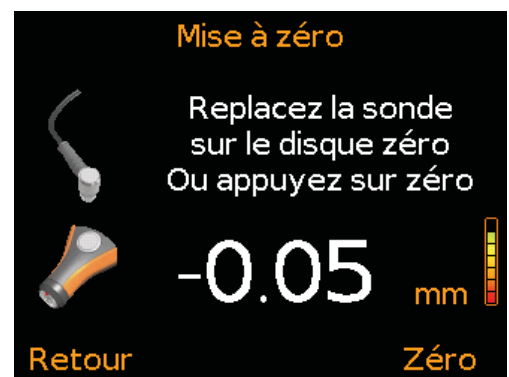 Mise à zéro
Replacez la sonde
sur le disque zéro
Ou appuyez sur zéro
-0.05 mm
Retour Zéro